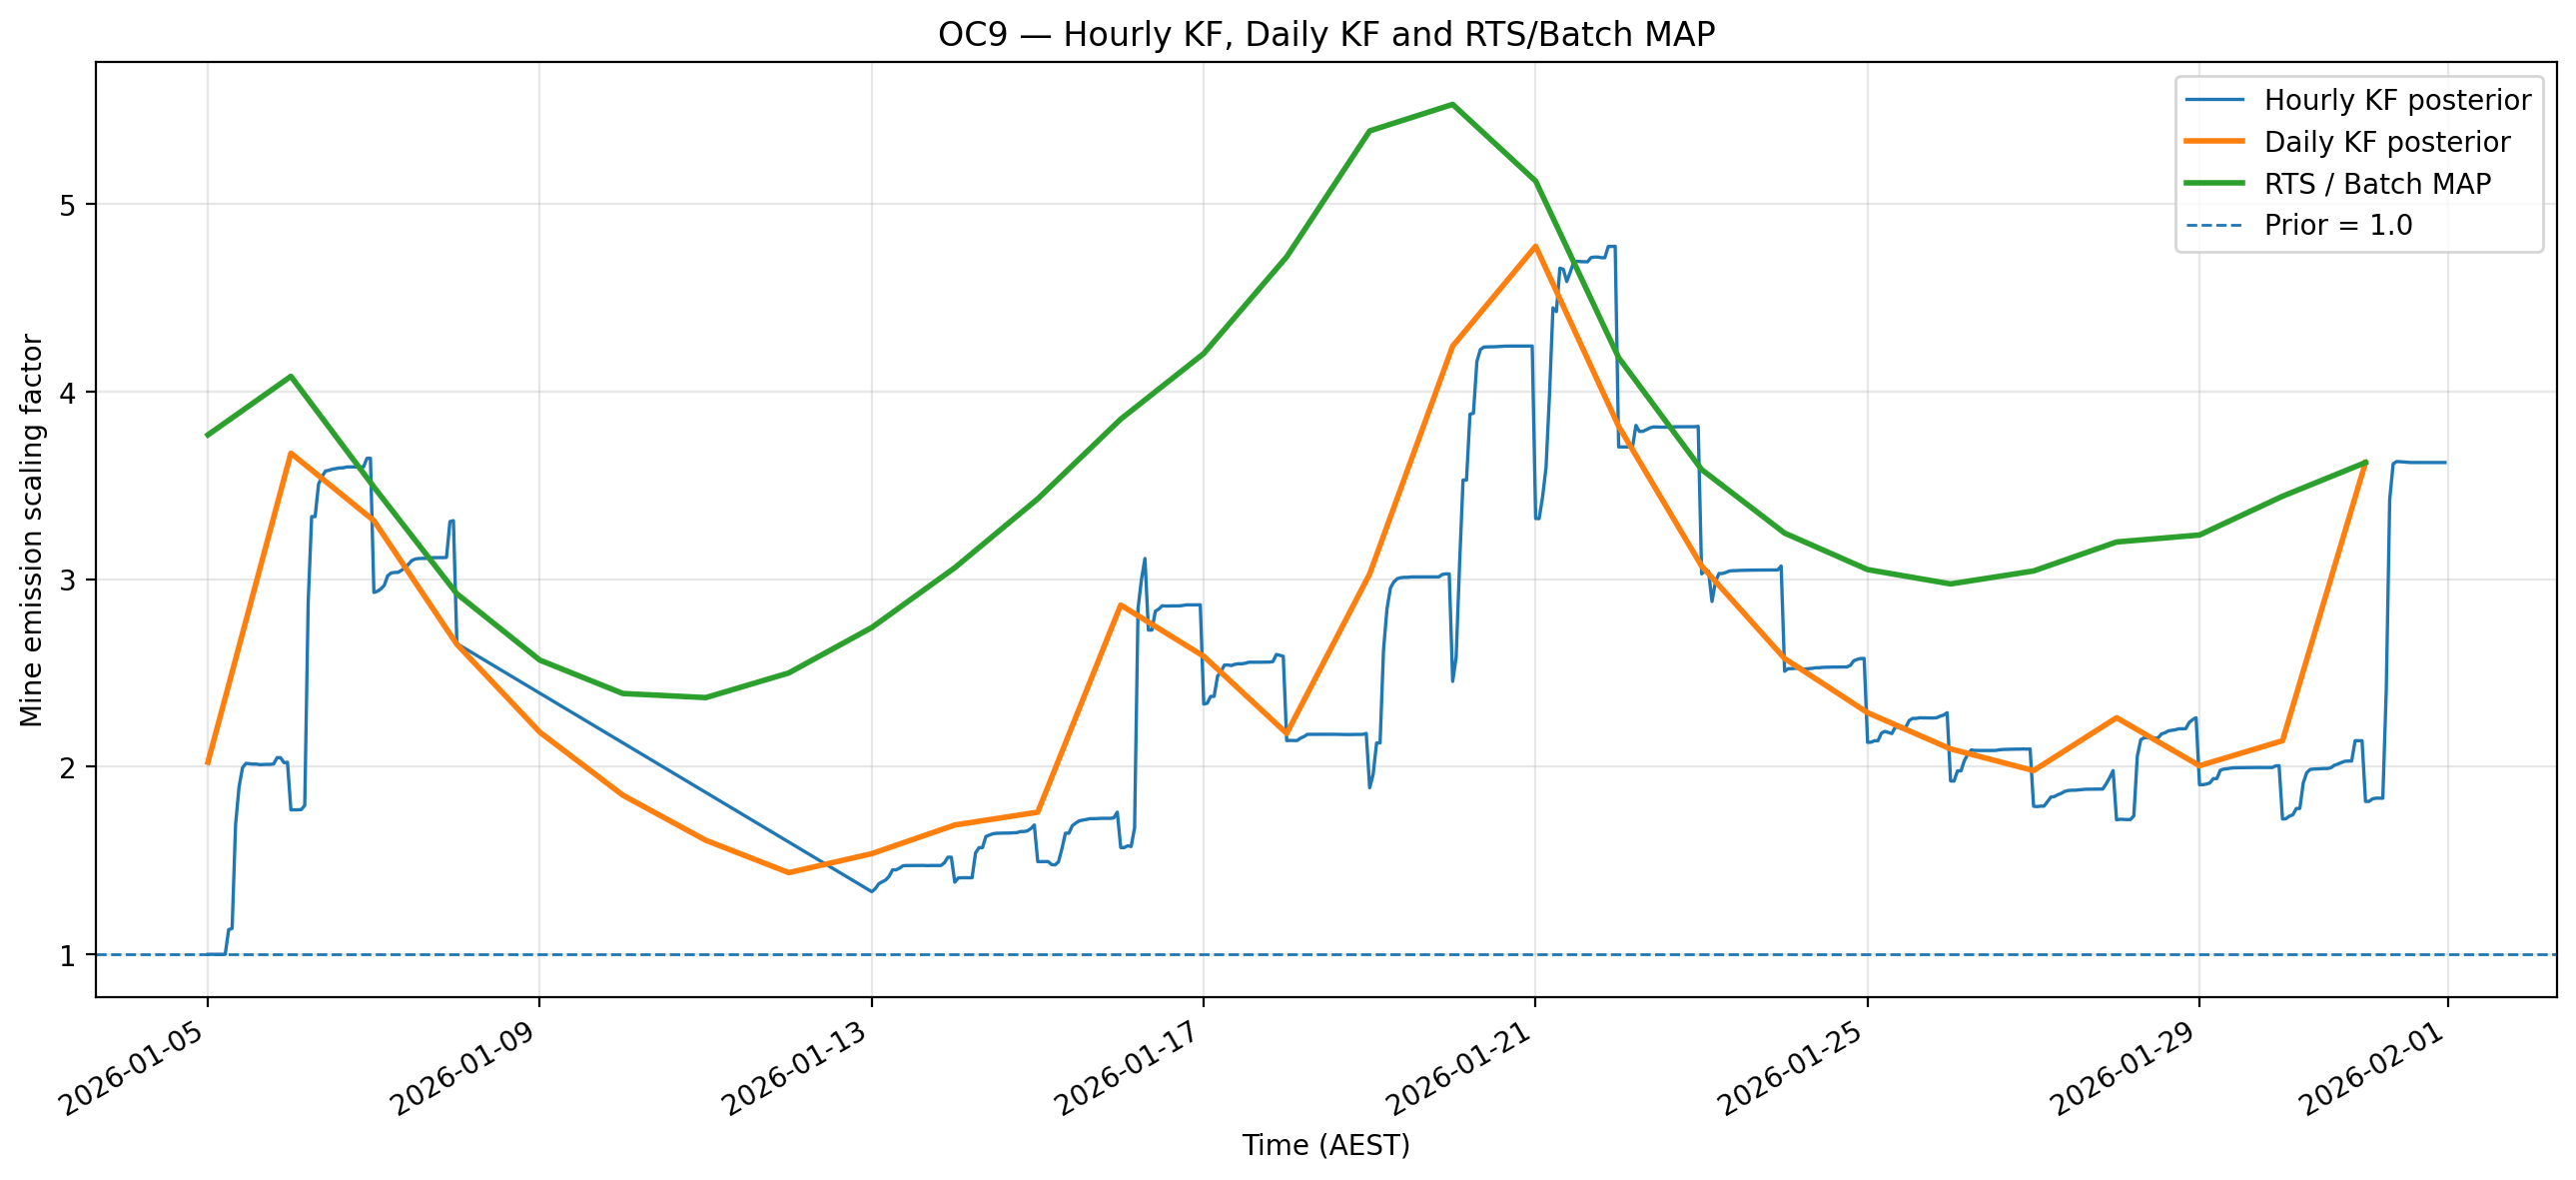 OC9 — Hourly KF, Daily KF and RTS/Batch MAP
Hourly KF posterior
Daily KF posterior
RTS / Batch MAP
Prior = 1.0
Mine emission scaling factor
5
4
3
2
1
2026-01-05
2026-01-09
2026-01-13
2026-01-17
2026-01-21
2026-01-25
2026-01-29
2026-02-01
Time (AEST)